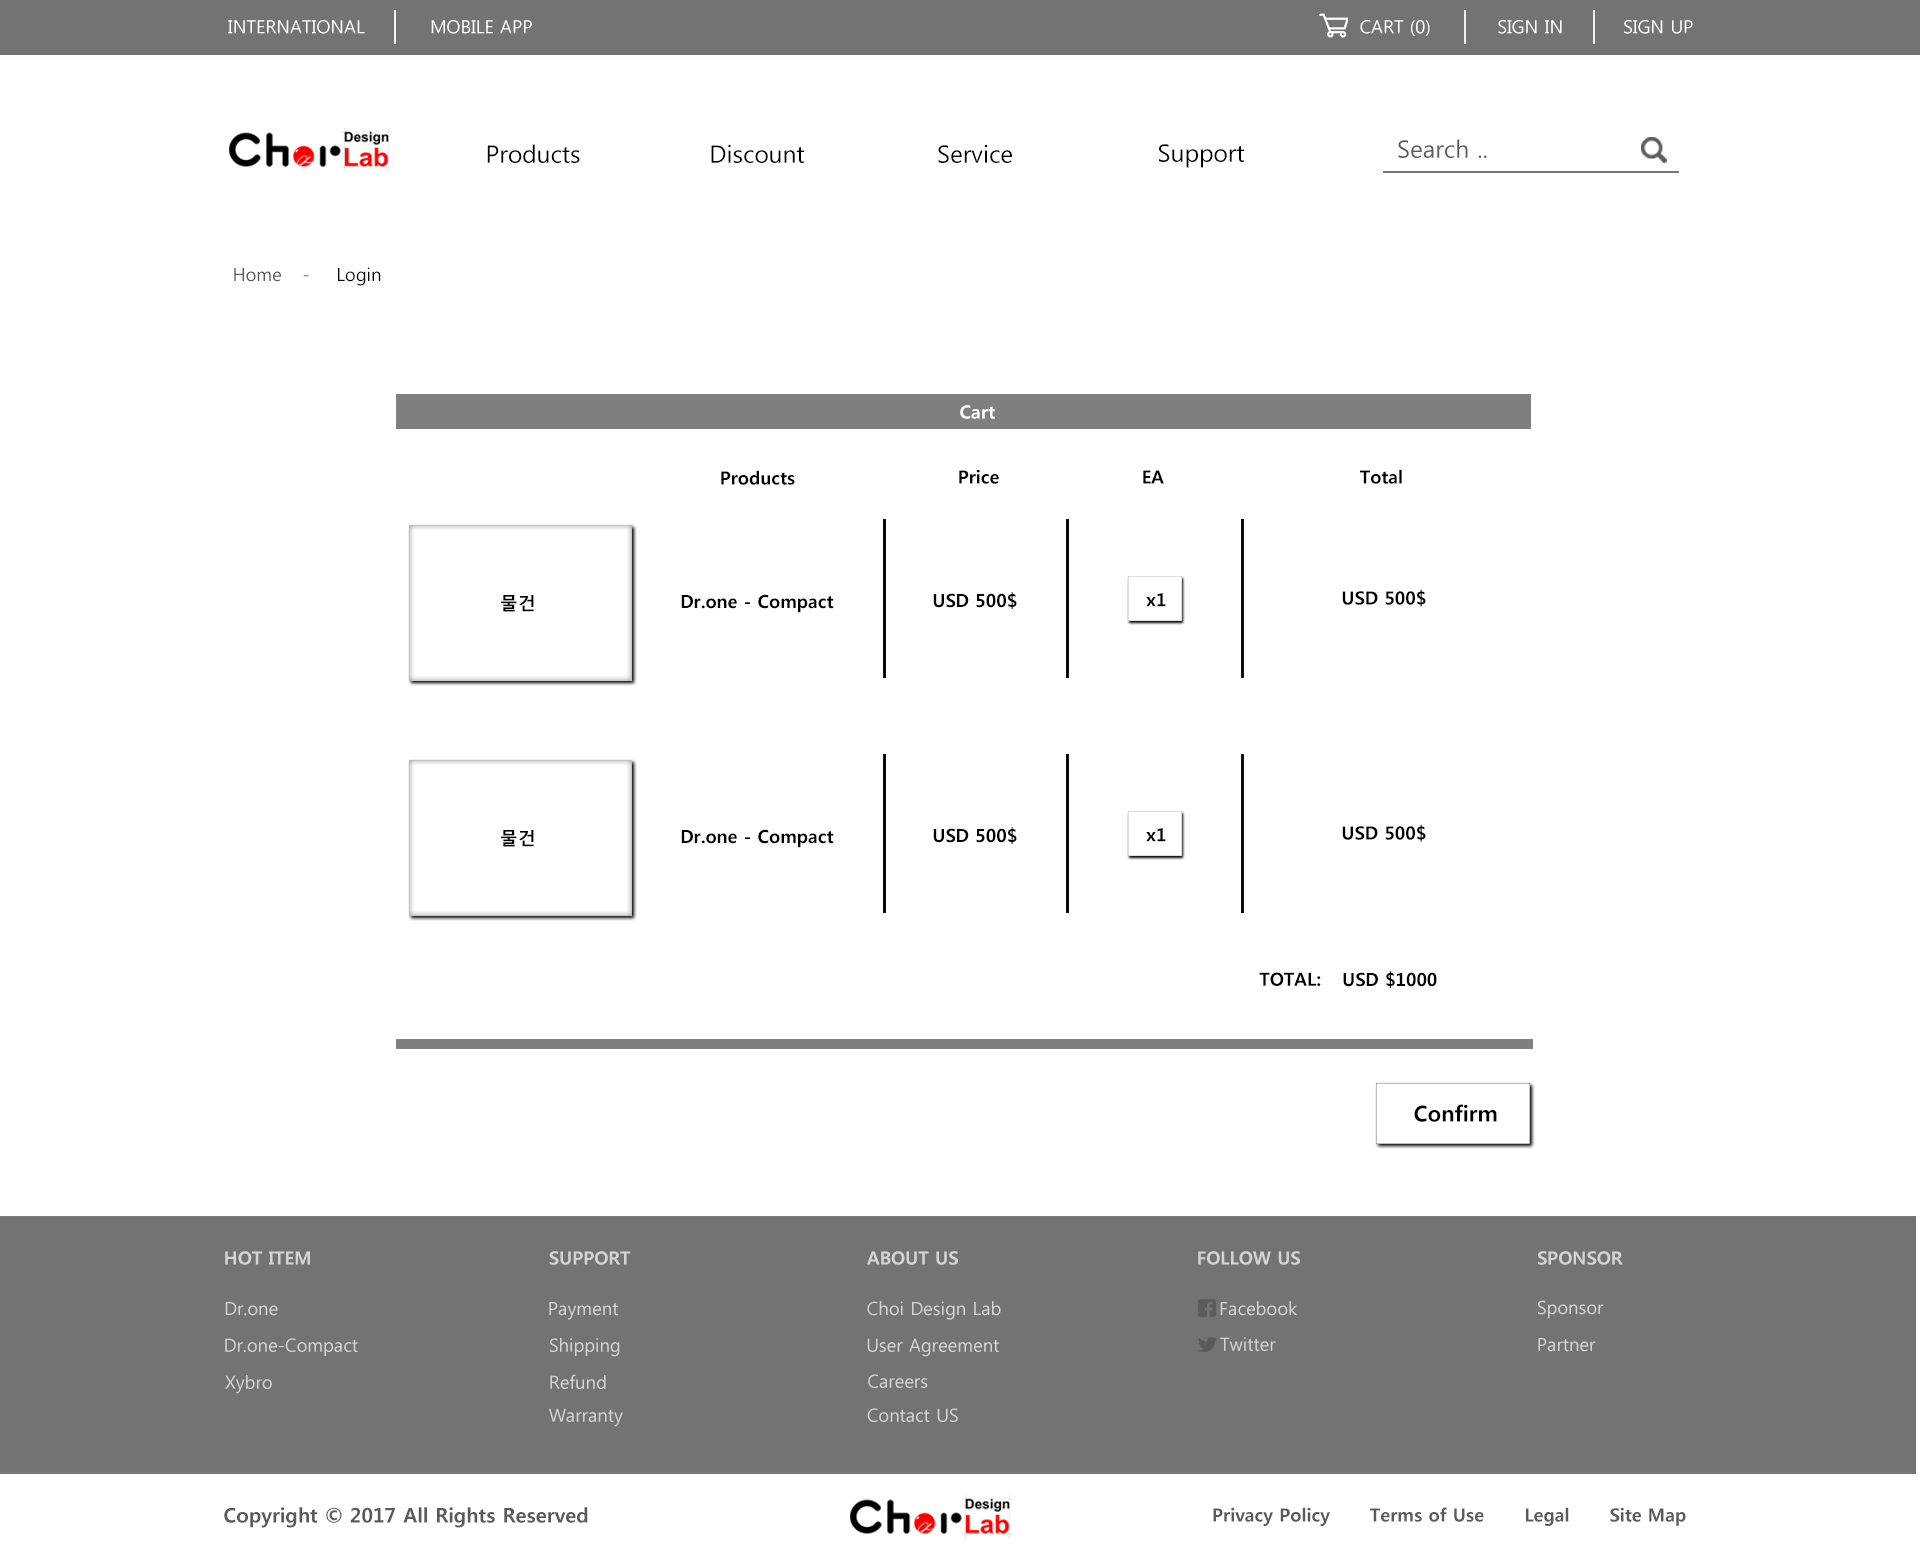 INTERNATIONAL MOBILE APP CART (0) SIGN IN SIGN UP
Choi Design Lab Products Discount Service Support Search ..
Home - Login
Cart
Products Price EA Total
물건 Dr.one - Compact USD 500$ x1 USD 500$
물건 Dr.one - Compact USD 500$ x1 USD 500$
TOTAL: USD $1000
Confirm
HOT ITEM SUPPORT ABOUT US FOLLOW US SPONSOR
Dr.one Payment Choi Design Lab Facebook Sponsor
Dr.one-Compact Shipping User Agreement Twitter Partner
Xybro Refund Careers
Warranty Contact US
Copyright © 2017 All Rights Reserved Choi Design Lab Privacy Policy Terms of Use Legal Site Map